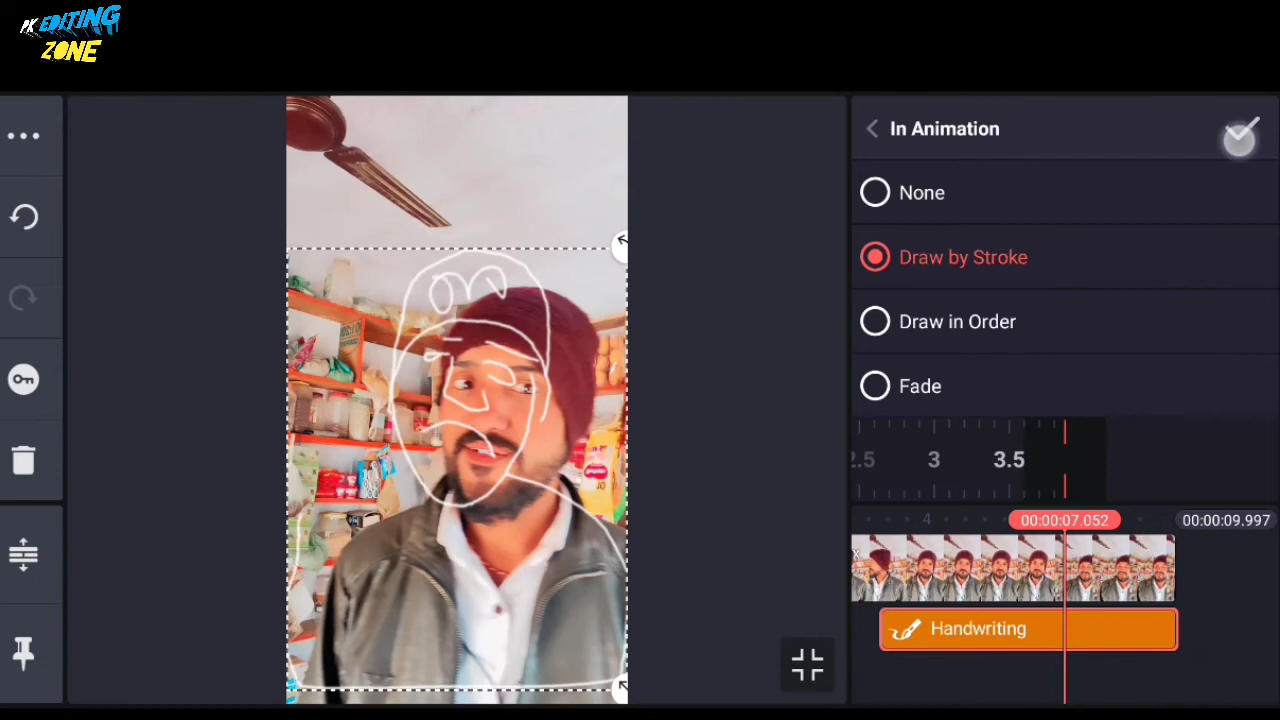 PK EDITING
ZONE
In Animation
None
Draw by Stroke
Draw in Order
Fade
2.5 3 3.5
4 00:00:07.052 00:00:09.997
Handwriting